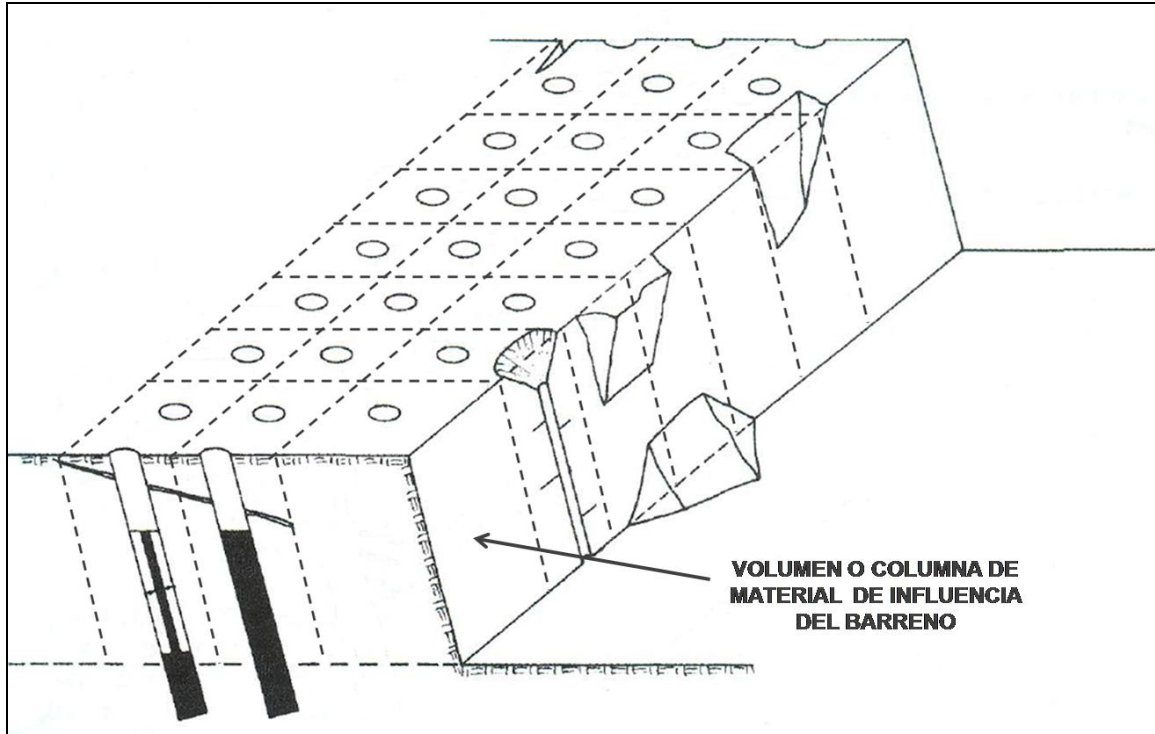 VOLUMEN O COLUMNA DE
MATERIAL DE INFLUENCIA
DEL BARRENO